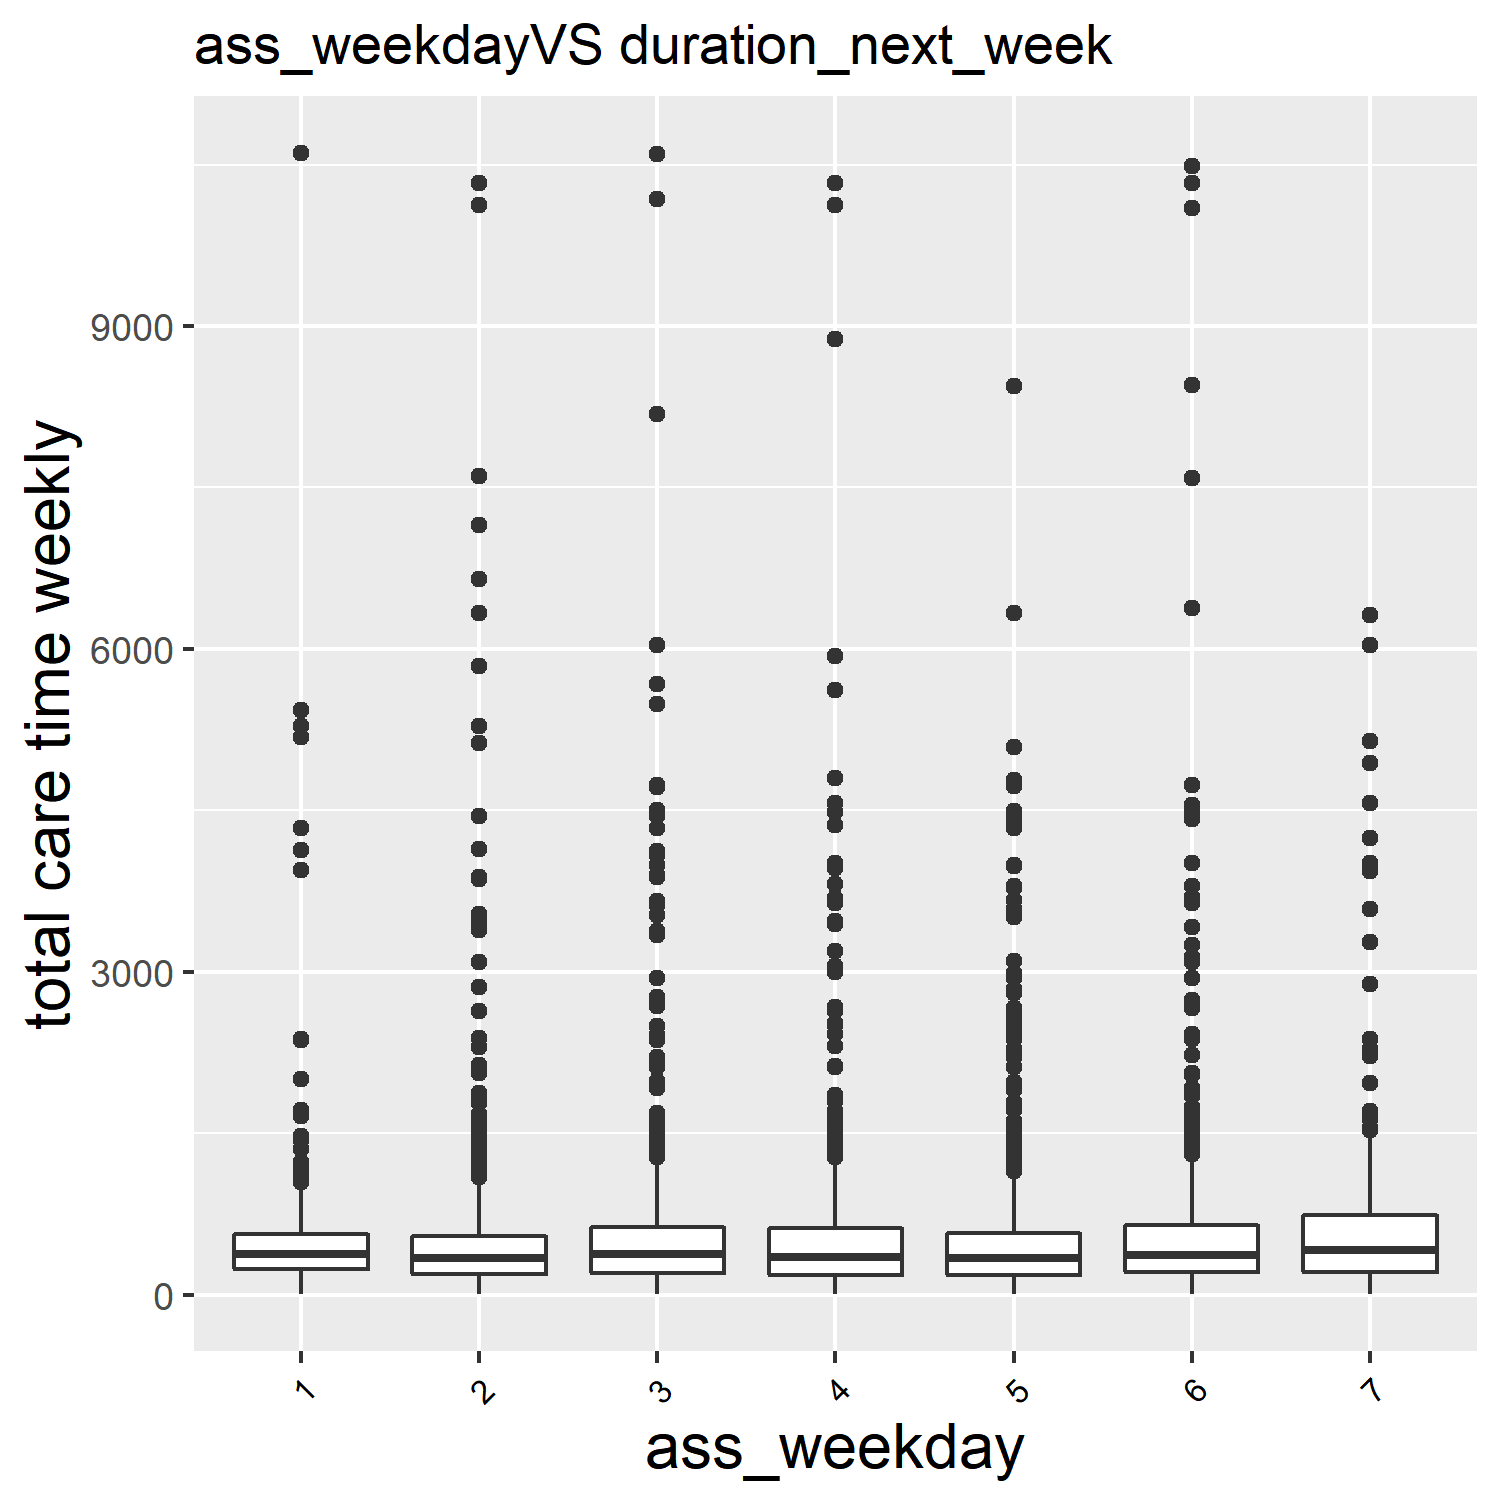 ass_weekdayVS duration_next_week
total care time weekly
9000
6000
3000
0
1 2 3 4 5 6 7
ass_weekday